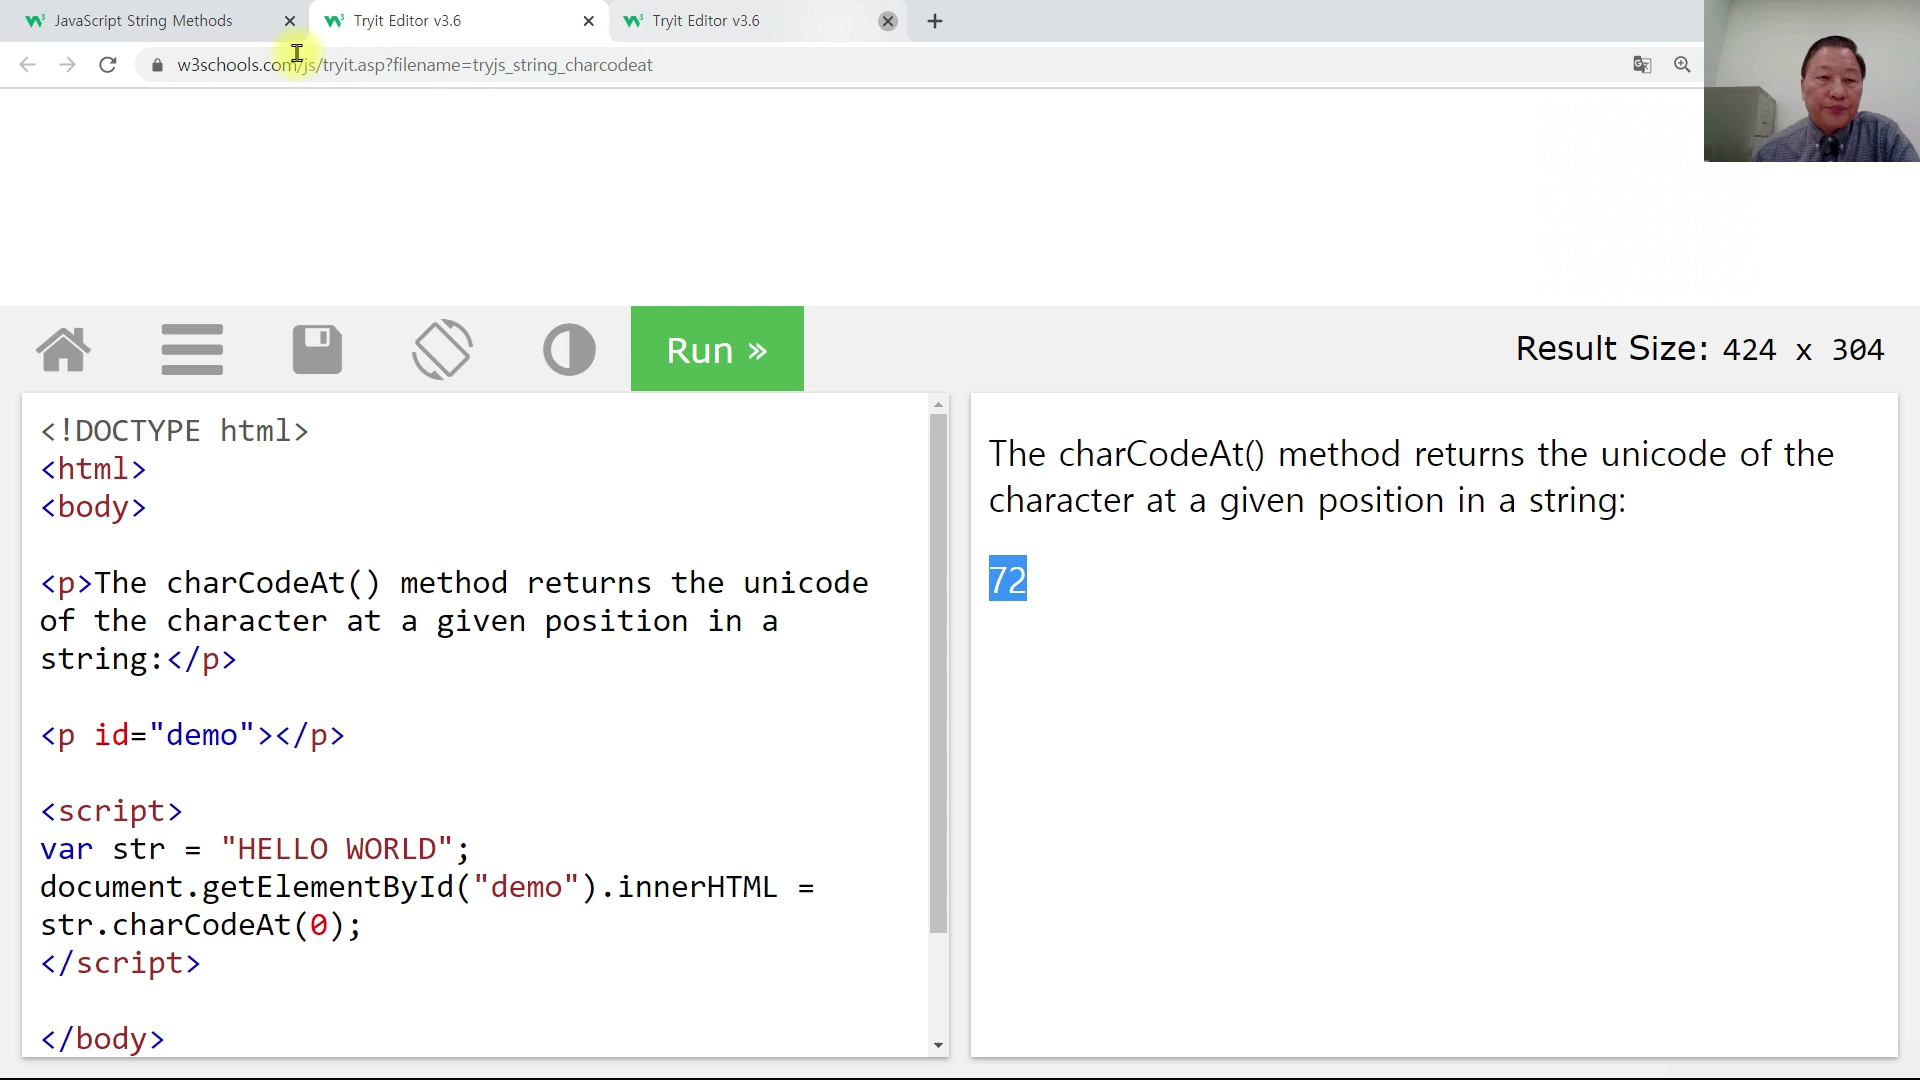 JavaScript String Methods
Tryit Editor v3.6
Tryit Editor v3.6
w3schools.com/js/tryit.asp?filename=tryjs_string_charcodeat
Run »
Result Size: 424 x 304
<!DOCTYPE html>
<html>
<body>
<p>The charCodeAt() method returns the unicode
of the character at a given position in a
string:</p>
<p id="demo"></p>
<script>
var str = "HELLO WORLD";
document.getElementById("demo").innerHTML =
str.charCodeAt(0);
</script>
</body>
The charCodeAt() method returns the unicode of the
character at a given position in a string:
72